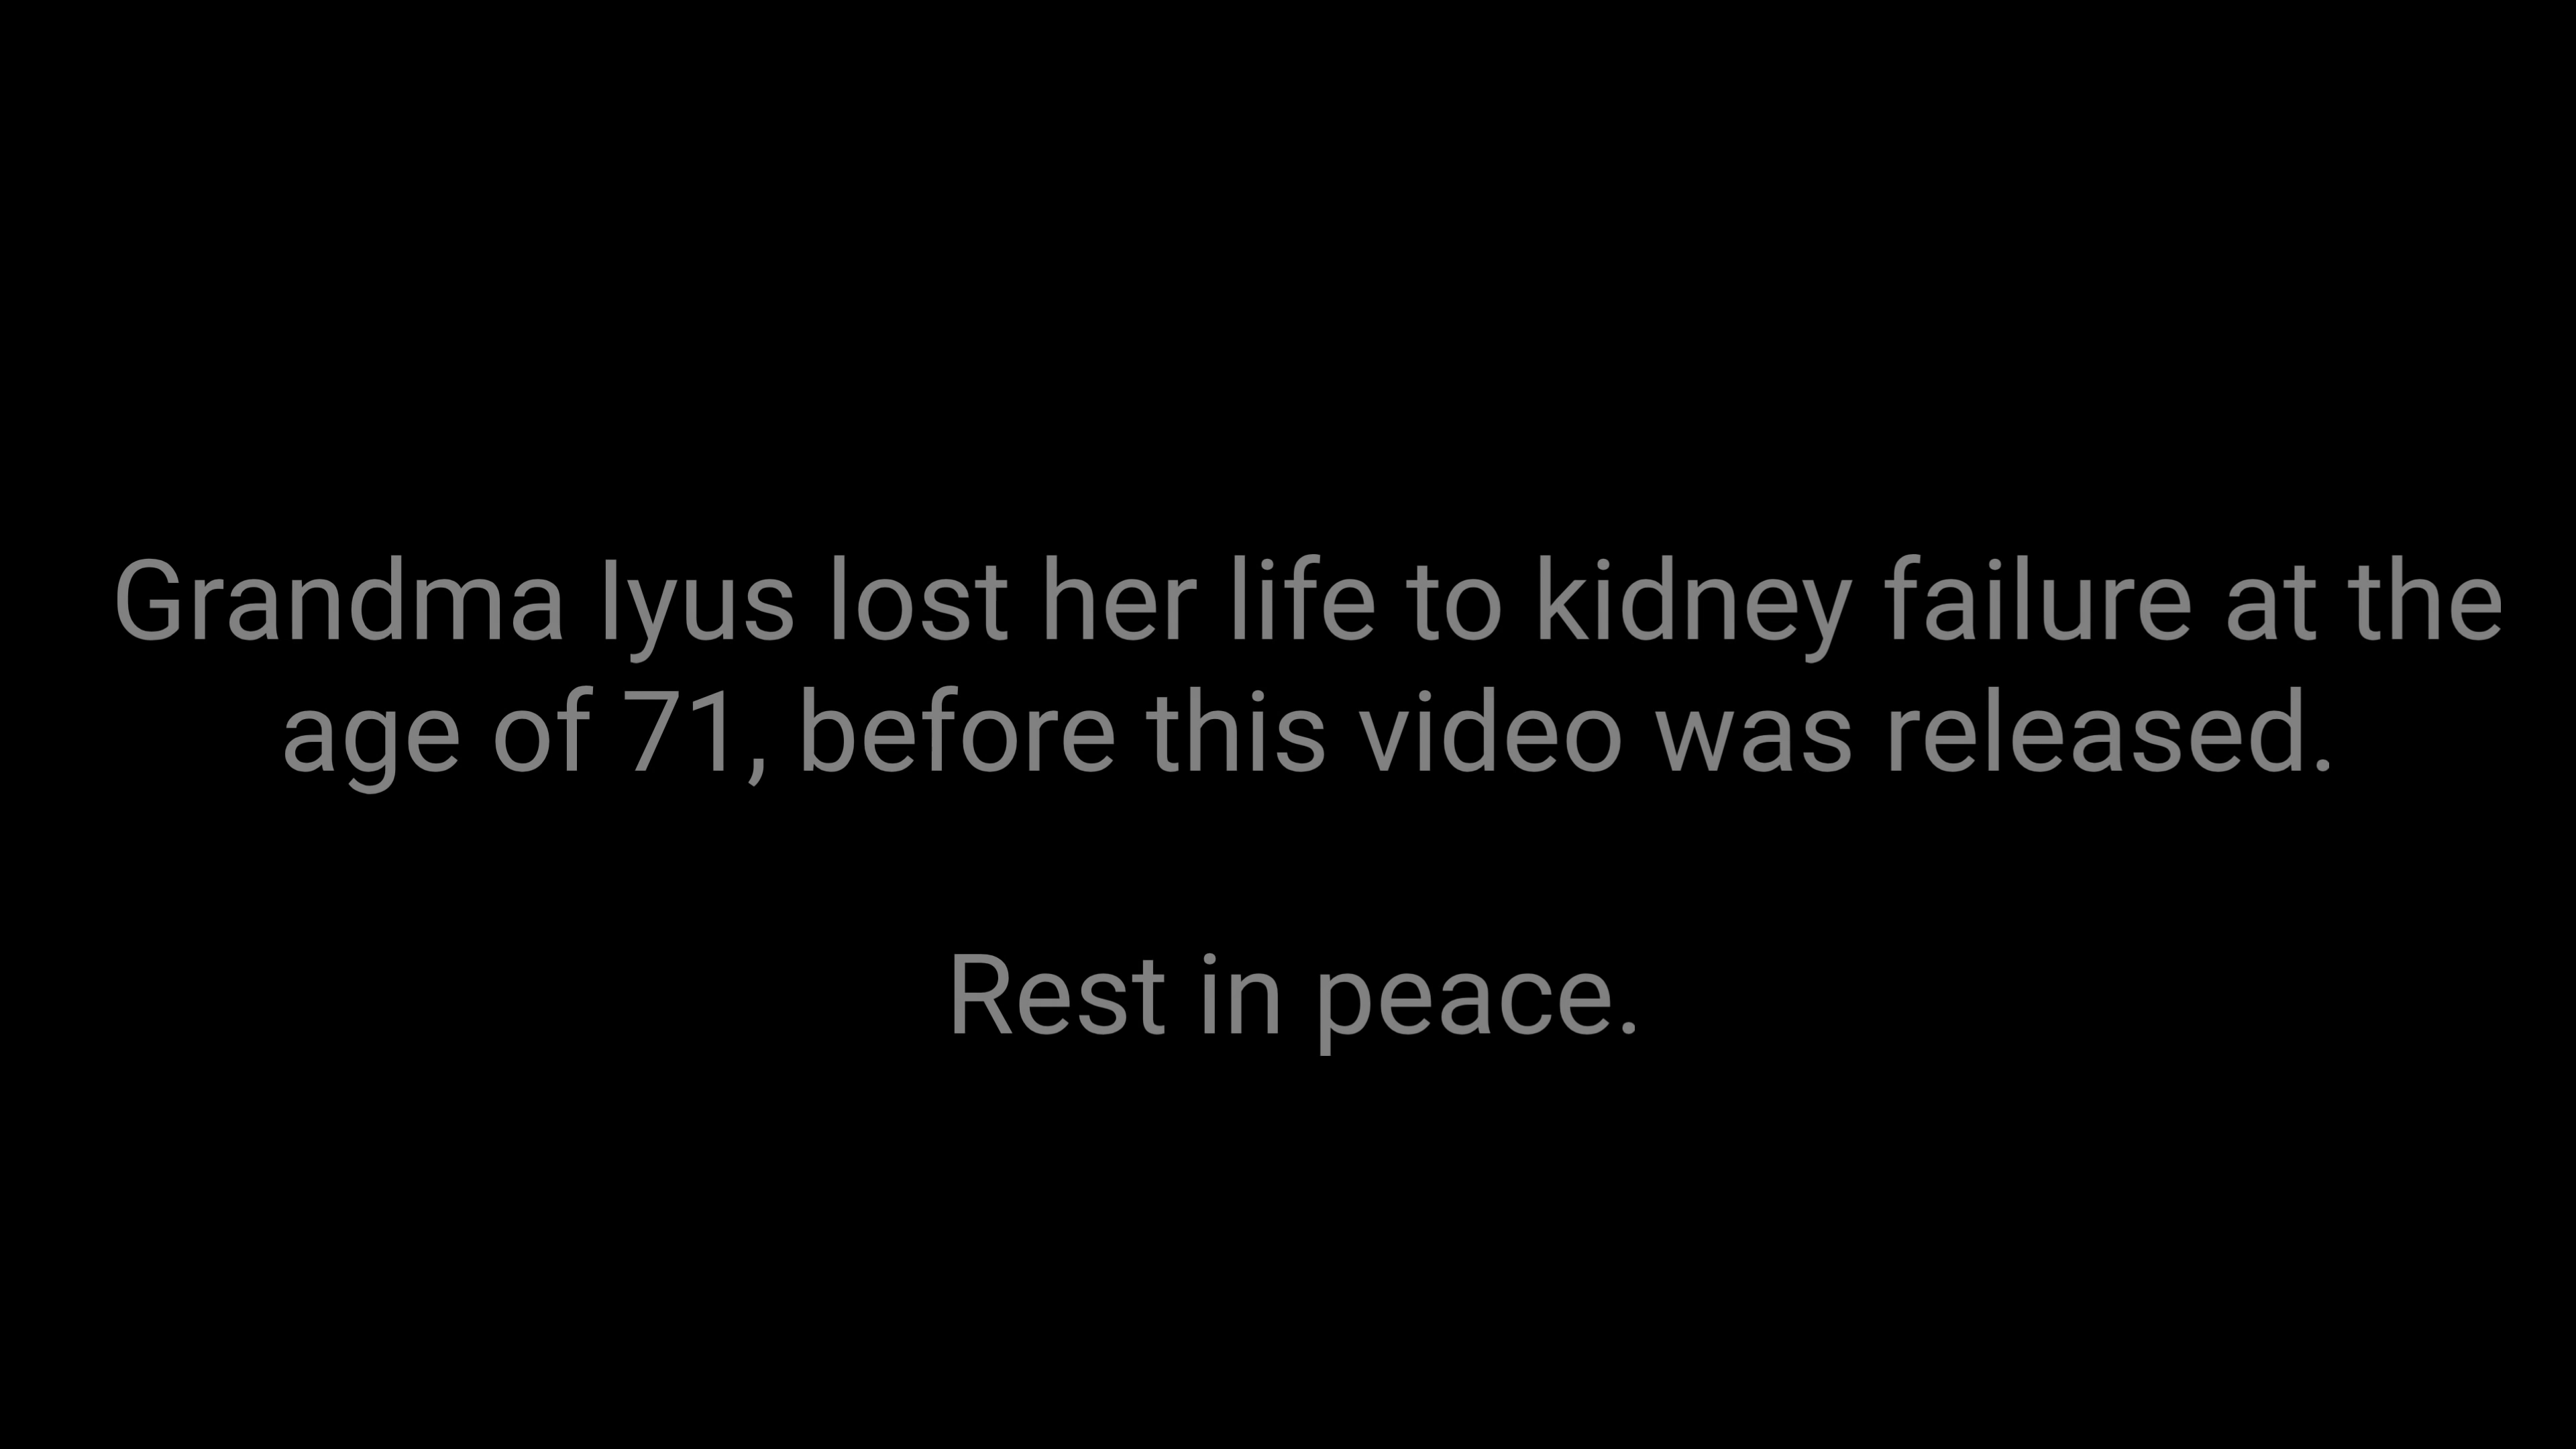 Grandma Iyus lost her life to kidney failure at the
age of 71, before this video was released.
Rest in peace.